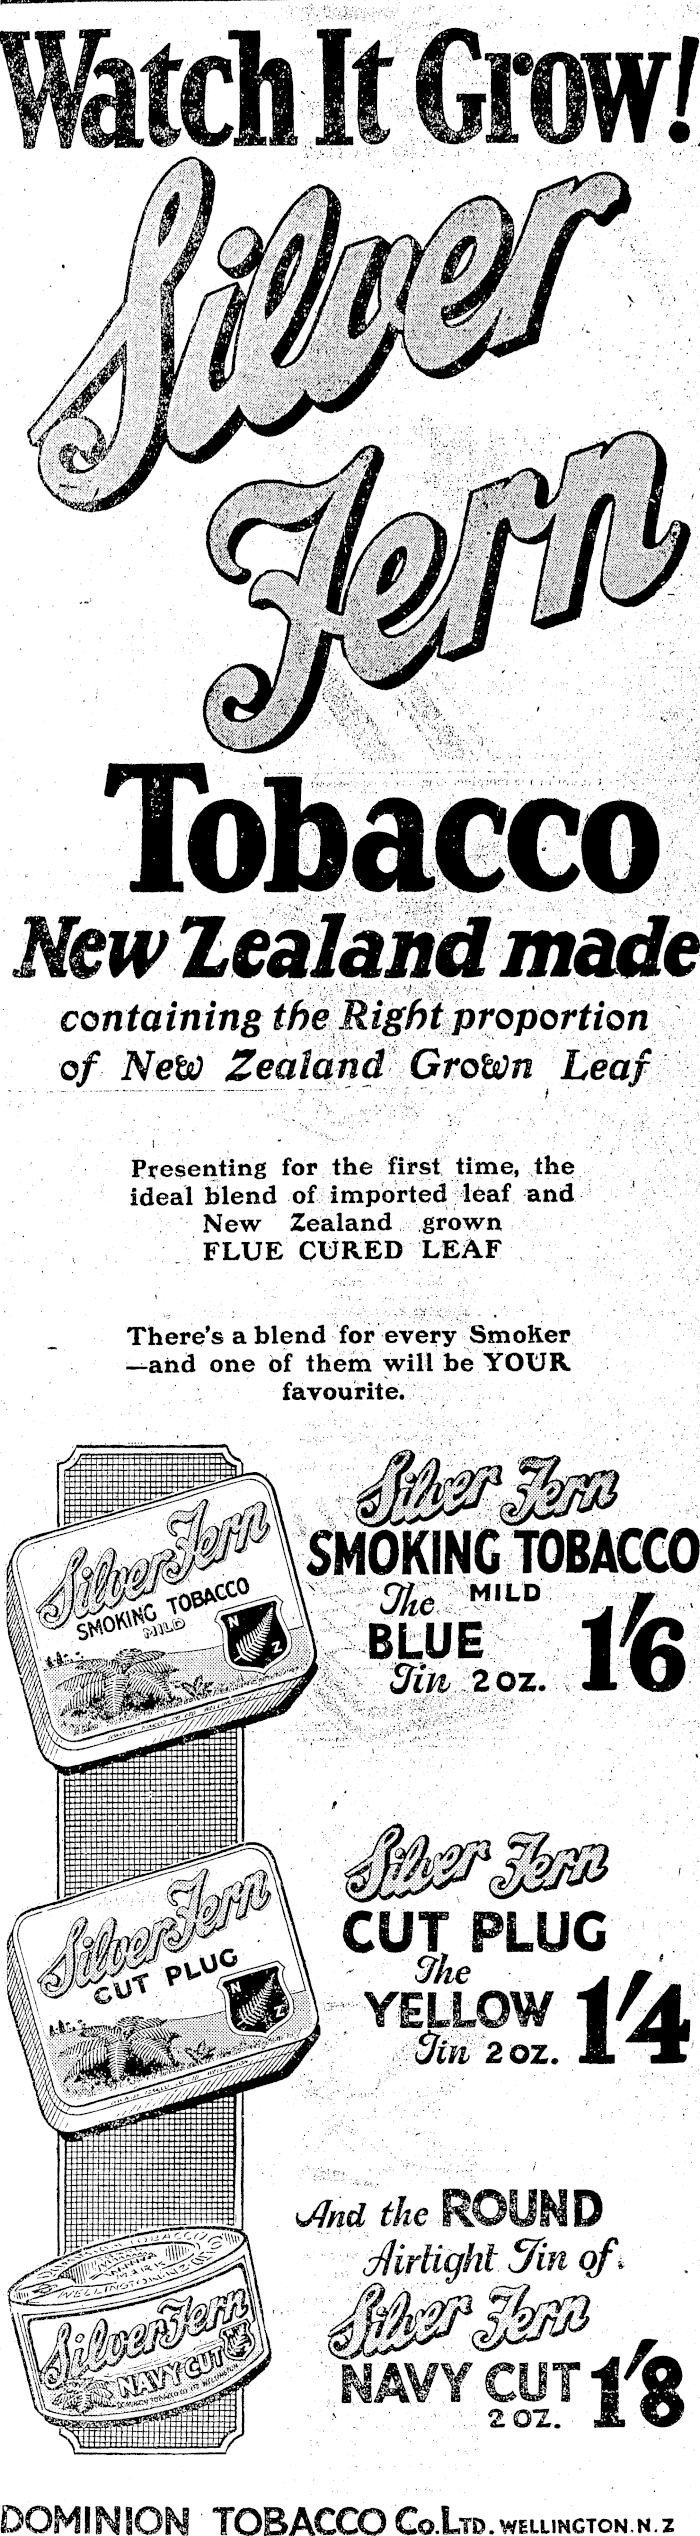 Watch It Grow!
Silver
Fern
Tobacco
New Zealand made
containing the Right proportion
of New Zealand Grown Leaf
Presenting for the first time, the
ideal blend of imported leaf and
New Zealand grown
FLUE CURED LEAF
There's a blend for every Smoker
—and one of them will be YOUR
favourite.
Silver Fern
SMOKING TOBACCO
MILD
N Z
Silver Fern
SMOKING TOBACCO
The MILD
BLUE
Tin 2 oz. 1'6
Silver Fern
CUT PLUG
N Z
Silver Fern
CUT PLUG
The
YELLOW
Tin 2 oz. 1'4
Silver Fern
NAVY CUT
And the ROUND
Airtight Tin of
Silver Fern
NAVY CUT
2 OZ. 1'8
DOMINION TOBACCO Co. LTD. WELLINGTON. N. Z